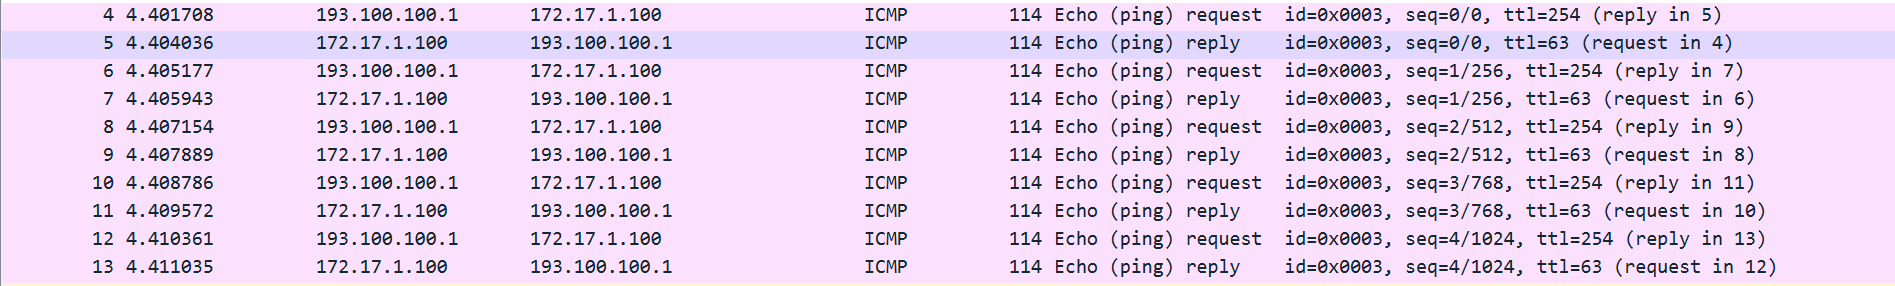 4 4.401708 193.100.100.1 172.17.1.100 ICMP 114 Echo (ping) request id=0x0003, seq=0/0, ttl=254 (reply in 5)
5 4.404036 172.17.1.100 193.100.100.1 ICMP 114 Echo (ping) reply id=0x0003, seq=0/0, ttl=63 (request in 4)
6 4.405177 193.100.100.1 172.17.1.100 ICMP 114 Echo (ping) request id=0x0003, seq=1/256, ttl=254 (reply in 7)
7 4.405943 172.17.1.100 193.100.100.1 ICMP 114 Echo (ping) reply id=0x0003, seq=1/256, ttl=63 (request in 6)
8 4.407154 193.100.100.1 172.17.1.100 ICMP 114 Echo (ping) request id=0x0003, seq=2/512, ttl=254 (reply in 9)
9 4.407889 172.17.1.100 193.100.100.1 ICMP 114 Echo (ping) reply id=0x0003, seq=2/512, ttl=63 (request in 8)
10 4.408786 193.100.100.1 172.17.1.100 ICMP 114 Echo (ping) request id=0x0003, seq=3/768, ttl=254 (reply in 11)
11 4.409572 172.17.1.100 193.100.100.1 ICMP 114 Echo (ping) reply id=0x0003, seq=3/768, ttl=63 (request in 10)
12 4.410361 193.100.100.1 172.17.1.100 ICMP 114 Echo (ping) request id=0x0003, seq=4/1024, ttl=254 (reply in 13)
13 4.411035 172.17.1.100 193.100.100.1 ICMP 114 Echo (ping) reply id=0x0003, seq=4/1024, ttl=63 (request in 12)